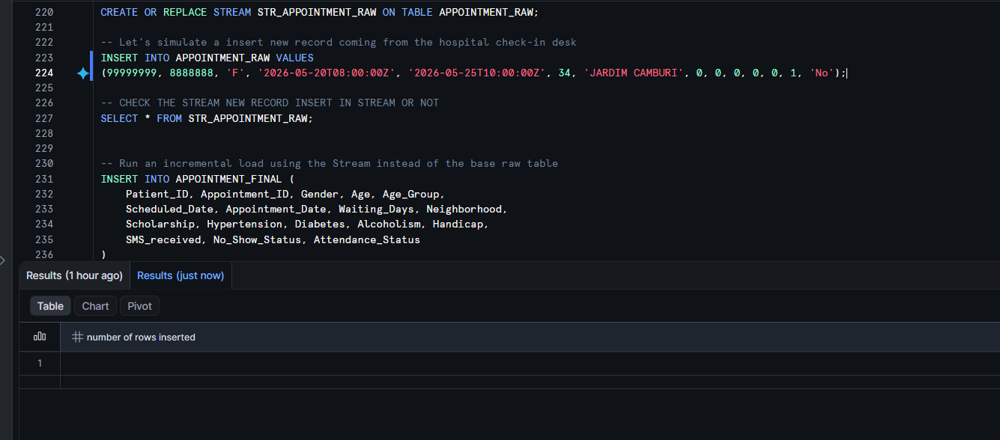 220 CREATE OR REPLACE STREAM STR_APPOINTMENT_RAW ON TABLE APPOINTMENT_RAW;
221
222 -- Let's simulate a insert new record coming from the hospital check-in desk
223 INSERT INTO APPOINTMENT_RAW VALUES
224 (99999999, 8888888, 'F', '2026-05-20T08:00:00Z', '2026-05-25T10:00:00Z', 34, 'JARDIM CAMBURI', 0, 0, 0, 0, 0, 1, 'No');
225
226 -- CHECK THE STREAM NEW RECORD INSERT IN STREAM OR NOT
227 SELECT * FROM STR_APPOINTMENT_RAW;
228
229
230 -- Run an incremental load using the Stream instead of the base raw table
231 INSERT INTO APPOINTMENT_FINAL (
232 Patient_ID, Appointment_ID, Gender, Age, Age_Group,
233 Scheduled_Date, Appointment_Date, Waiting_Days, Neighborhood,
234 Scholarship, Hypertension, Diabetes, Alcoholism, Handicap,
235 SMS_received, No_Show_Status, Attendance_Status
236 )
Results (1 hour ago) Results (just now)
Table Chart Pivot
# number of rows inserted
1